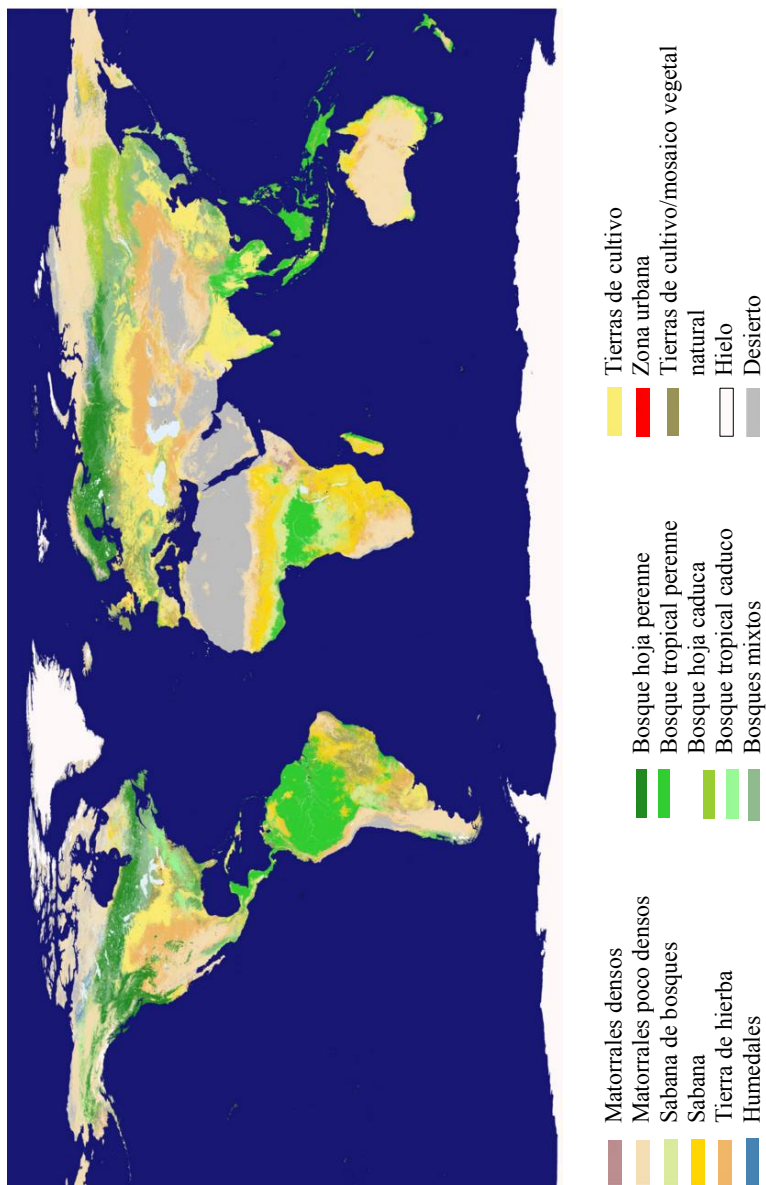 Matorrales densos
Matorrales poco densos
Sabana de bosques
Sabana
Tierra de hierba
Humedales
Bosque hoja perenne
Bosque tropical perenne
Bosque hoja caduca
Bosque tropical caduco
Bosques mixtos
Tierras de cultivo
Zona urbana
Tierras de cultivo/mosaico vegetal
natural
Hielo
Desierto